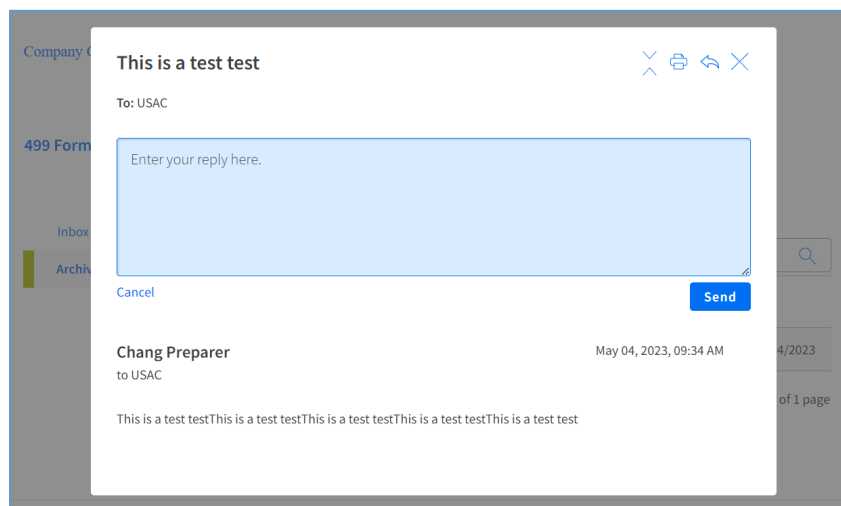 Company
This is a test test
To: USAC
499 Form
Enter your reply here.
Inbox
Cancel
Send
Chang Preparer
May 04, 2023, 09:34 AM
4/2023
to USAC
of 1 page
This is a test testThis is a test testThis is a test testThis is a test testThis is a test test